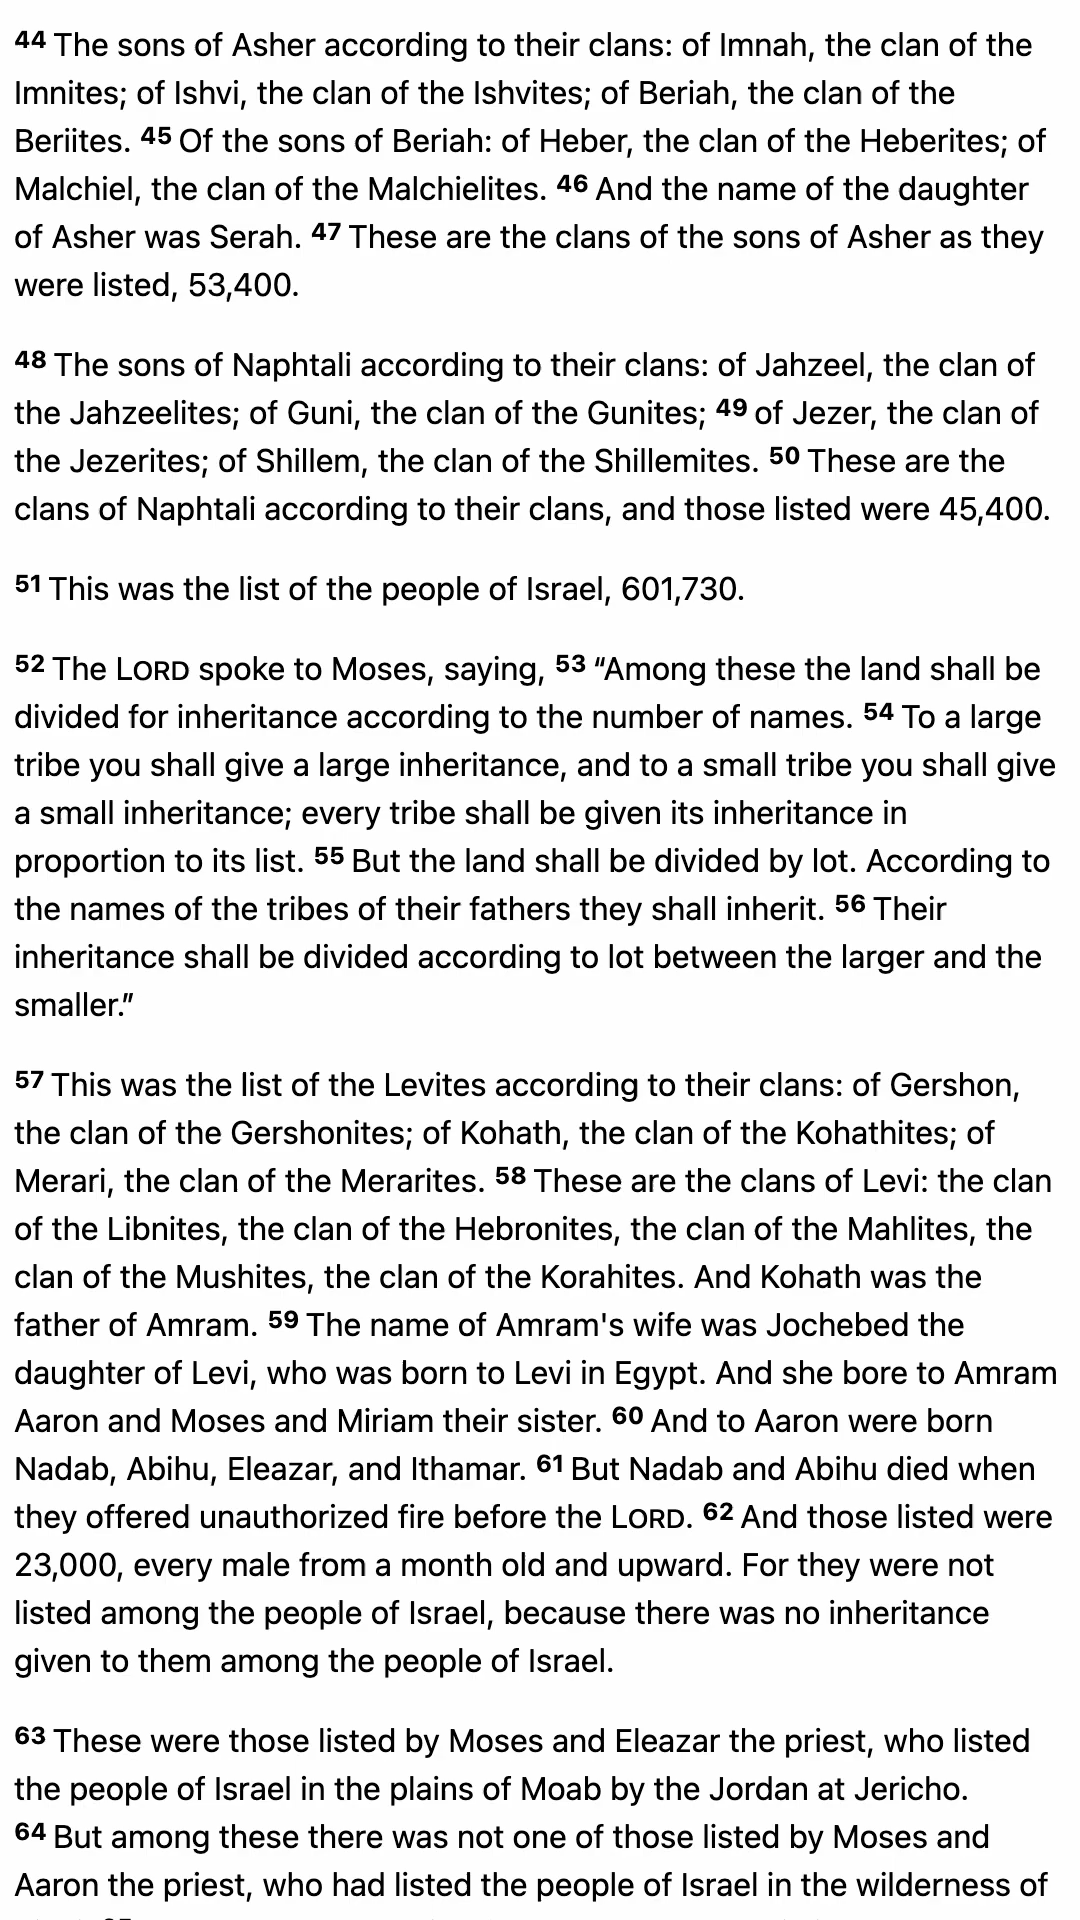 44 The sons of Asher according to their clans: of Imnah, the clan of the
Imnites; of Ishvi, the clan of the Ishvites; of Beriah, the clan of the
Beriites. 45 Of the sons of Beriah: of Heber, the clan of the Heberites; of
Malchiel, the clan of the Malchielites. 46 And the name of the daughter
of Asher was Serah. 47 These are the clans of the sons of Asher as they
were listed, 53,400.
48 The sons of Naphtali according to their clans: of Jahzeel, the clan of
the Jahzeelites; of Guni, the clan of the Gunites; 49 of Jezer, the clan of
the Jezerites; of Shillem, the clan of the Shillemites. 50 These are the
clans of Naphtali according to their clans, and those listed were 45,400.
51 This was the list of the people of Israel, 601,730.
52 The LORD spoke to Moses, saying, 53 “Among these the land shall be
divided for inheritance according to the number of names. 54 To a large
tribe you shall give a large inheritance, and to a small tribe you shall give
a small inheritance; every tribe shall be given its inheritance in
proportion to its list. 55 But the land shall be divided by lot. According to
the names of the tribes of their fathers they shall inherit. 56 Their
inheritance shall be divided according to lot between the larger and the
smaller.”
57 This was the list of the Levites according to their clans: of Gershon,
the clan of the Gershonites; of Kohath, the clan of the Kohathites; of
Merari, the clan of the Merarites. 58 These are the clans of Levi: the clan
of the Libnites, the clan of the Hebronites, the clan of the Mahlites, the
clan of the Mushites, the clan of the Korahites. And Kohath was the
father of Amram. 59 The name of Amram's wife was Jochebed the
daughter of Levi, who was born to Levi in Egypt. And she bore to Amram
Aaron and Moses and Miriam their sister. 60 And to Aaron were born
Nadab, Abihu, Eleazar, and Ithamar. 61 But Nadab and Abihu died when
they offered unauthorized fire before the LORD. 62 And those listed were
23,000, every male from a month old and upward. For they were not
listed among the people of Israel, because there was no inheritance
given to them among the people of Israel.
63 These were those listed by Moses and Eleazar the priest, who listed
the people of Israel in the plains of Moab by the Jordan at Jericho.
64 But among these there was not one of those listed by Moses and
Aaron the priest, who had listed the people of Israel in the wilderness of